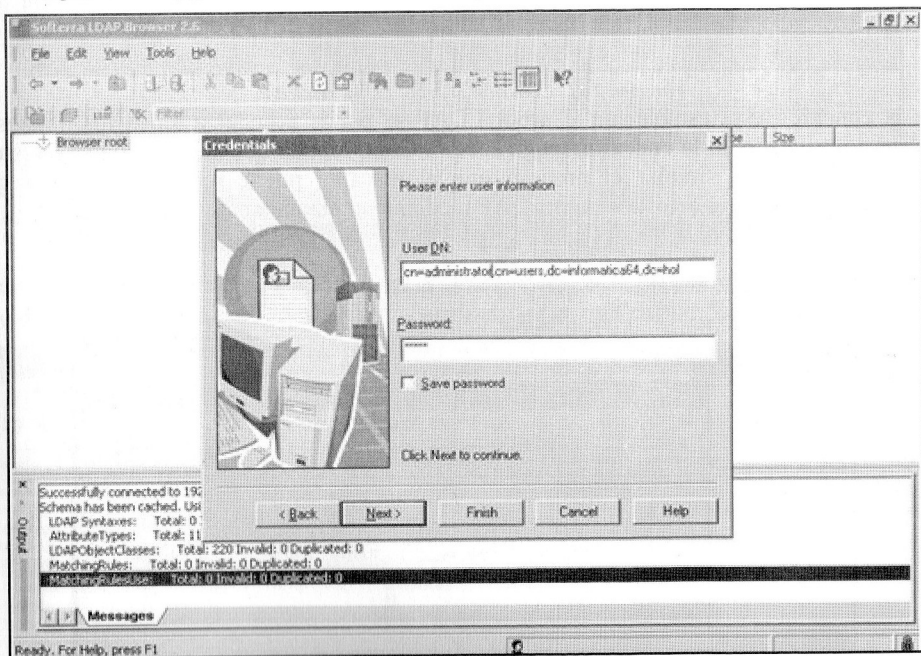 Softerra LDAP Browser 2.6
File Edit View Tools Help
Filter
Browser root
Size
Credentials
Please enter user information
User DN:
cn=administrator,cn=users,dc=informatica64,dc=hol
Password:
*****
Save password
Click Next to continue.
< Back Next > Finish Cancel Help
Output
Successfully connected to 192
Schema has been cached. Usi
LDAP Syntaxes: Total: 0
AttributeTypes: Total: 11
LDAPObjectClasses: Total: 220 Invalid: 0 Duplicated: 0
MatchingRules: Total: 0 Invalid: 0 Duplicated: 0
MatchingRulesUse: Total: 0 Invalid: 0 Duplicated: 0
Messages
Ready. For Help, press F1